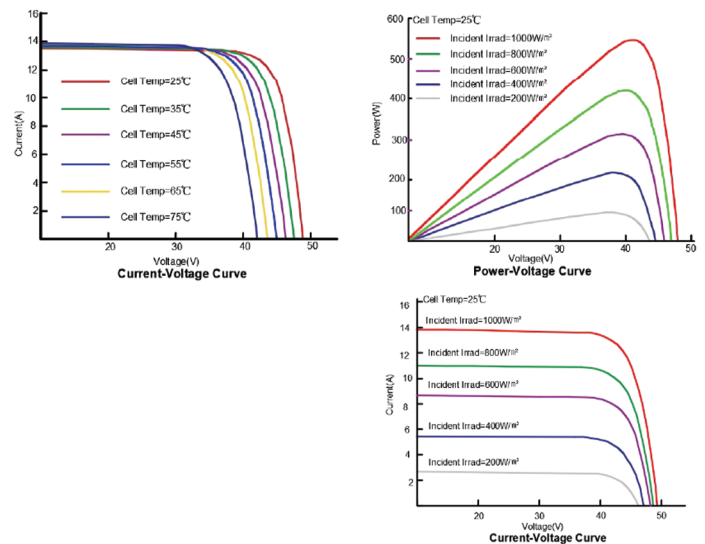 16
14
12
10
8
6
4
2
Current(A)
Cell Temp=25℃
Cell Temp=35℃
Cell Temp=45℃
Cell Temp=55℃
Cell Temp=65℃
Cell Temp=75℃
20
30
40
50
Voltage(V)
Current-Voltage Curve
600
500
400
300
200
100
Power(W)
Cell Temp=25℃
Incident Irrad=1000W/m²
Incident Irrad=800W/m²
Incident Irrad=600W/m²
Incident Irrad=400W/m²
Incident Irrad=200W/m²
20
30
40
50
Voltage(V)
Power-Voltage Curve
16
14
12
10
8
6
4
2
Current(A)
Cell Temp=25℃
Incident Irrad=1000W/m²
Incident Irrad=800W/m²
Incident Irrad=600W/m²
Incident Irrad=400W/m²
Incident Irrad=200W/m²
20
30
40
50
Voltage(V)
Current-Voltage Curve